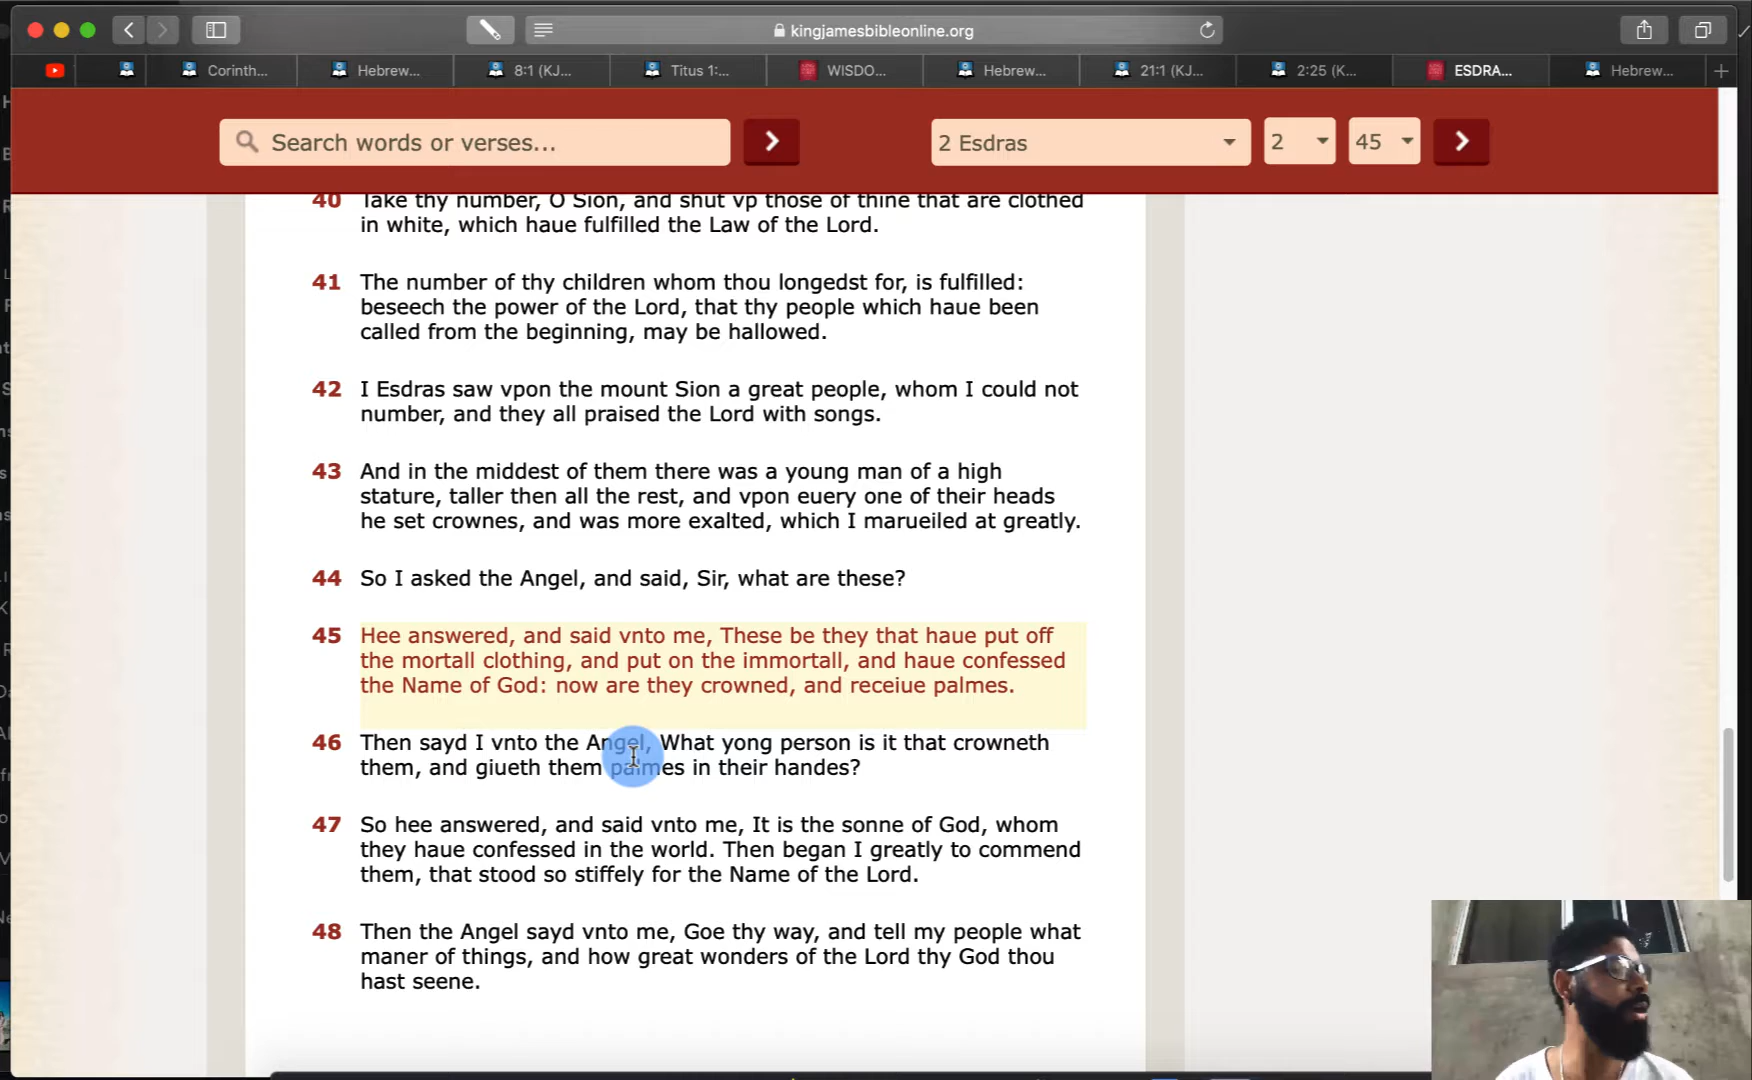 kingjamesbibleonline.org
Corinth...
Hebrew...
8:1 (KJ...
Titus 1:...
WISDO...
Hebrew...
21:1 (KJ...
2:25 (K...
ESDRA...
Hebrew...
Search words or verses...
2 Esdras
2
45
40 Take thy number, O Sion, and shut vp those of thine that are clothed
in white, which haue fulfilled the Law of the Lord.
41 The number of thy children whom thou longedst for, is fulfilled:
beseech the power of the Lord, that thy people which haue been
called from the beginning, may be hallowed.
42 I Esdras saw vpon the mount Sion a great people, whom I could not
number, and they all praised the Lord with songs.
43 And in the middest of them there was a young man of a high
stature, taller then all the rest, and vpon euery one of their heads
he set crownes, and was more exalted, which I marueiled at greatly.
44 So I asked the Angel, and said, Sir, what are these?
45 Hee answered, and said vnto me, These be they that haue put off
the mortall clothing, and put on the immortall, and haue confessed
the Name of God: now are they crowned, and receiue palmes.
46 Then sayd I vnto the Angel, What yong person is it that crowneth
them, and giueth them palmes in their handes?
47 So hee answered, and said vnto me, It is the sonne of God, whom
they haue confessed in the world. Then began I greatly to commend
them, that stood so stiffely for the Name of the Lord.
48 Then the Angel sayd vnto me, Goe thy way, and tell my people what
maner of things, and how great wonders of the Lord thy God thou
hast seene.